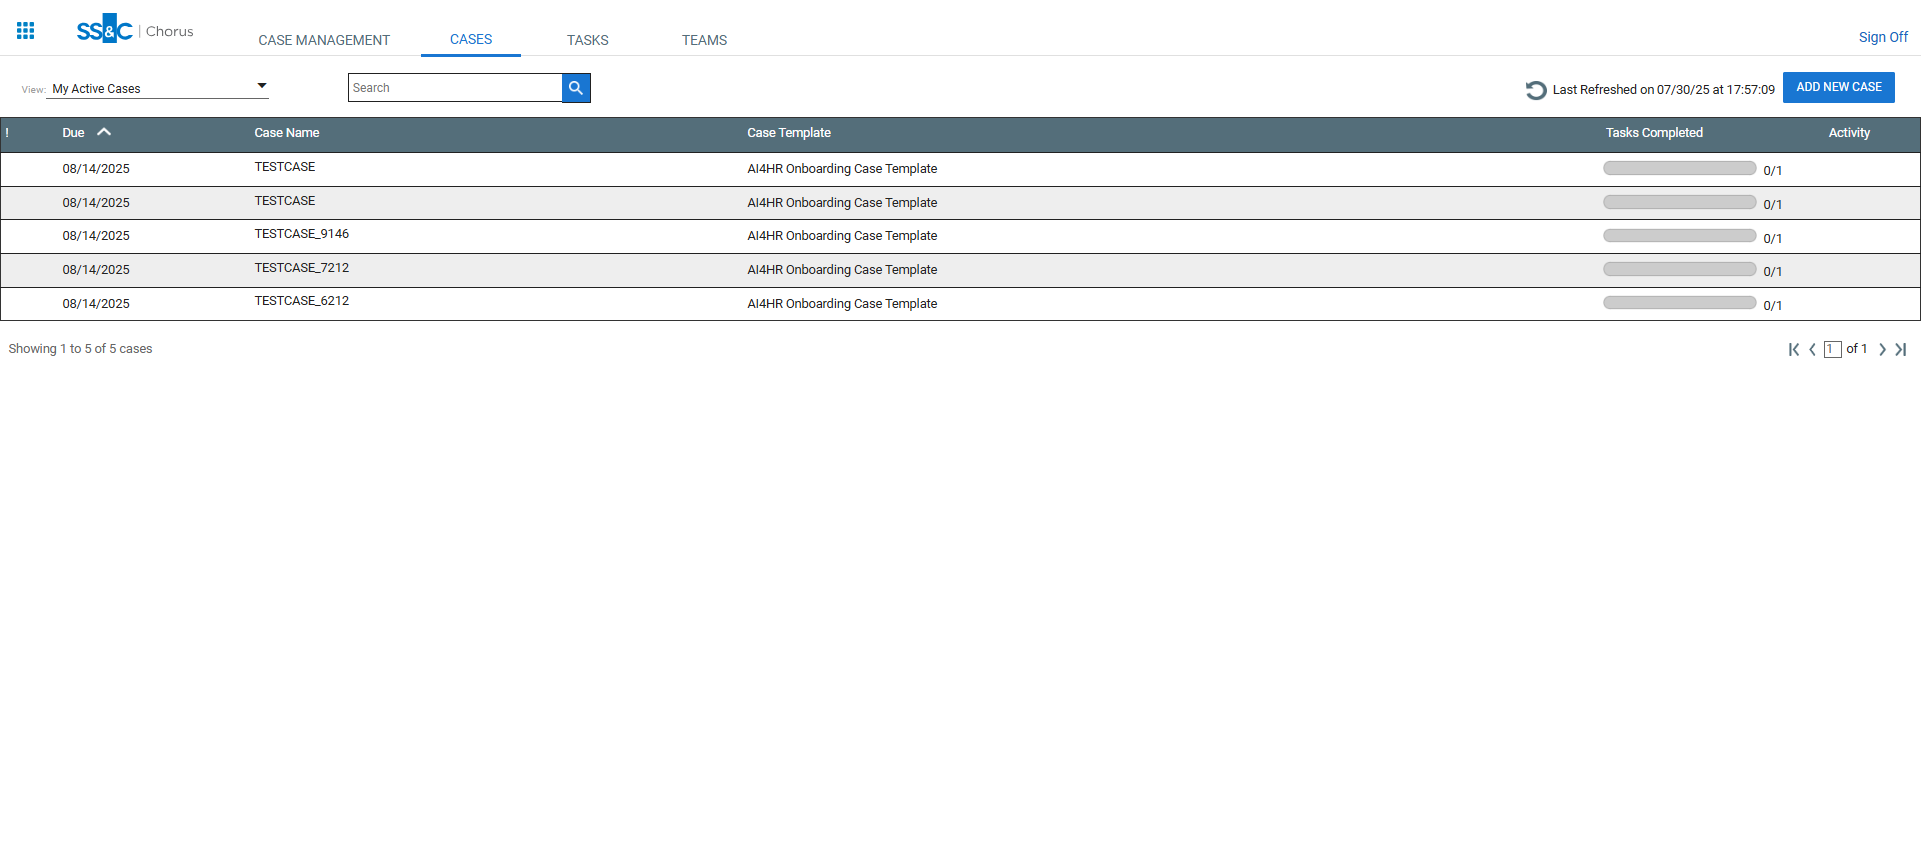 SS&C | Chorus CASE MANAGEMENT CASES TASKS TEAMS Sign Off
View: My Active Cases Search Last Refreshed on 07/30/25 at 17:57:09 ADD NEW CASE
! Due Case Name Case Template Tasks Completed Activity
08/14/2025 TESTCASE AI4HR Onboarding Case Template 0/1
08/14/2025 TESTCASE AI4HR Onboarding Case Template 0/1
08/14/2025 TESTCASE_9146 AI4HR Onboarding Case Template 0/1
08/14/2025 TESTCASE_7212 AI4HR Onboarding Case Template 0/1
08/14/2025 TESTCASE_6212 AI4HR Onboarding Case Template 0/1
Showing 1 to 5 of 5 cases 1 of 1